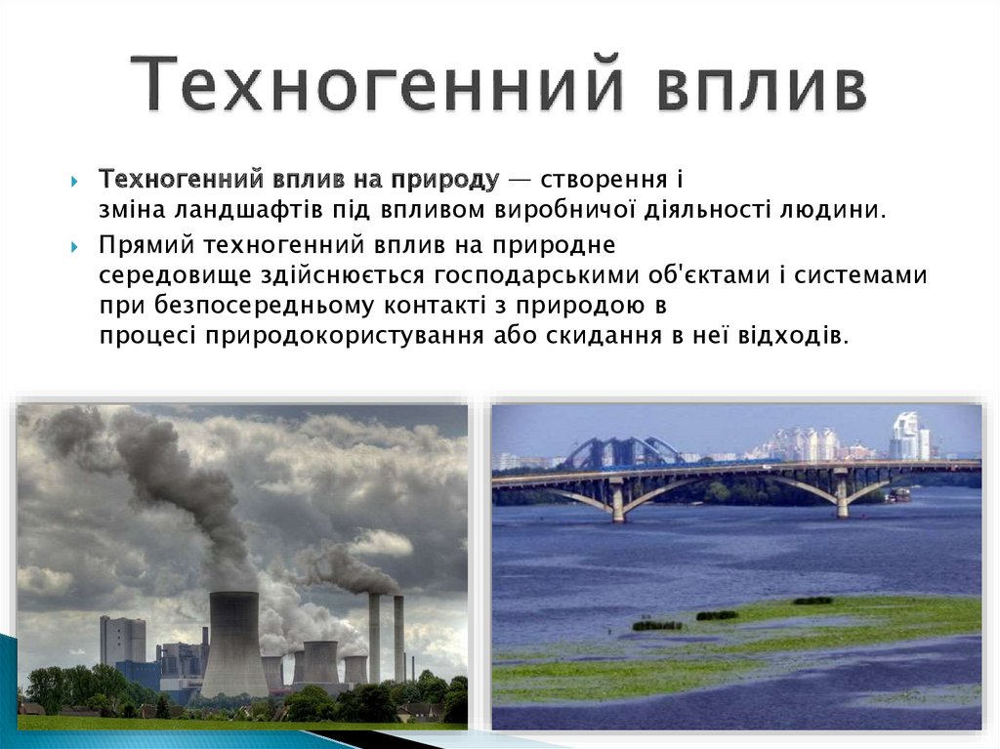 Техногенний вплив
Техногенний вплив на природу — створення і
зміна ландшафтів під впливом виробничої діяльності людини.
Прямий техногенний вплив на природне
середовище здійснюється господарськими об'єктами і системами
при безпосередньому контакті з природою в
процесі природокористування або скидання в неї відходів.